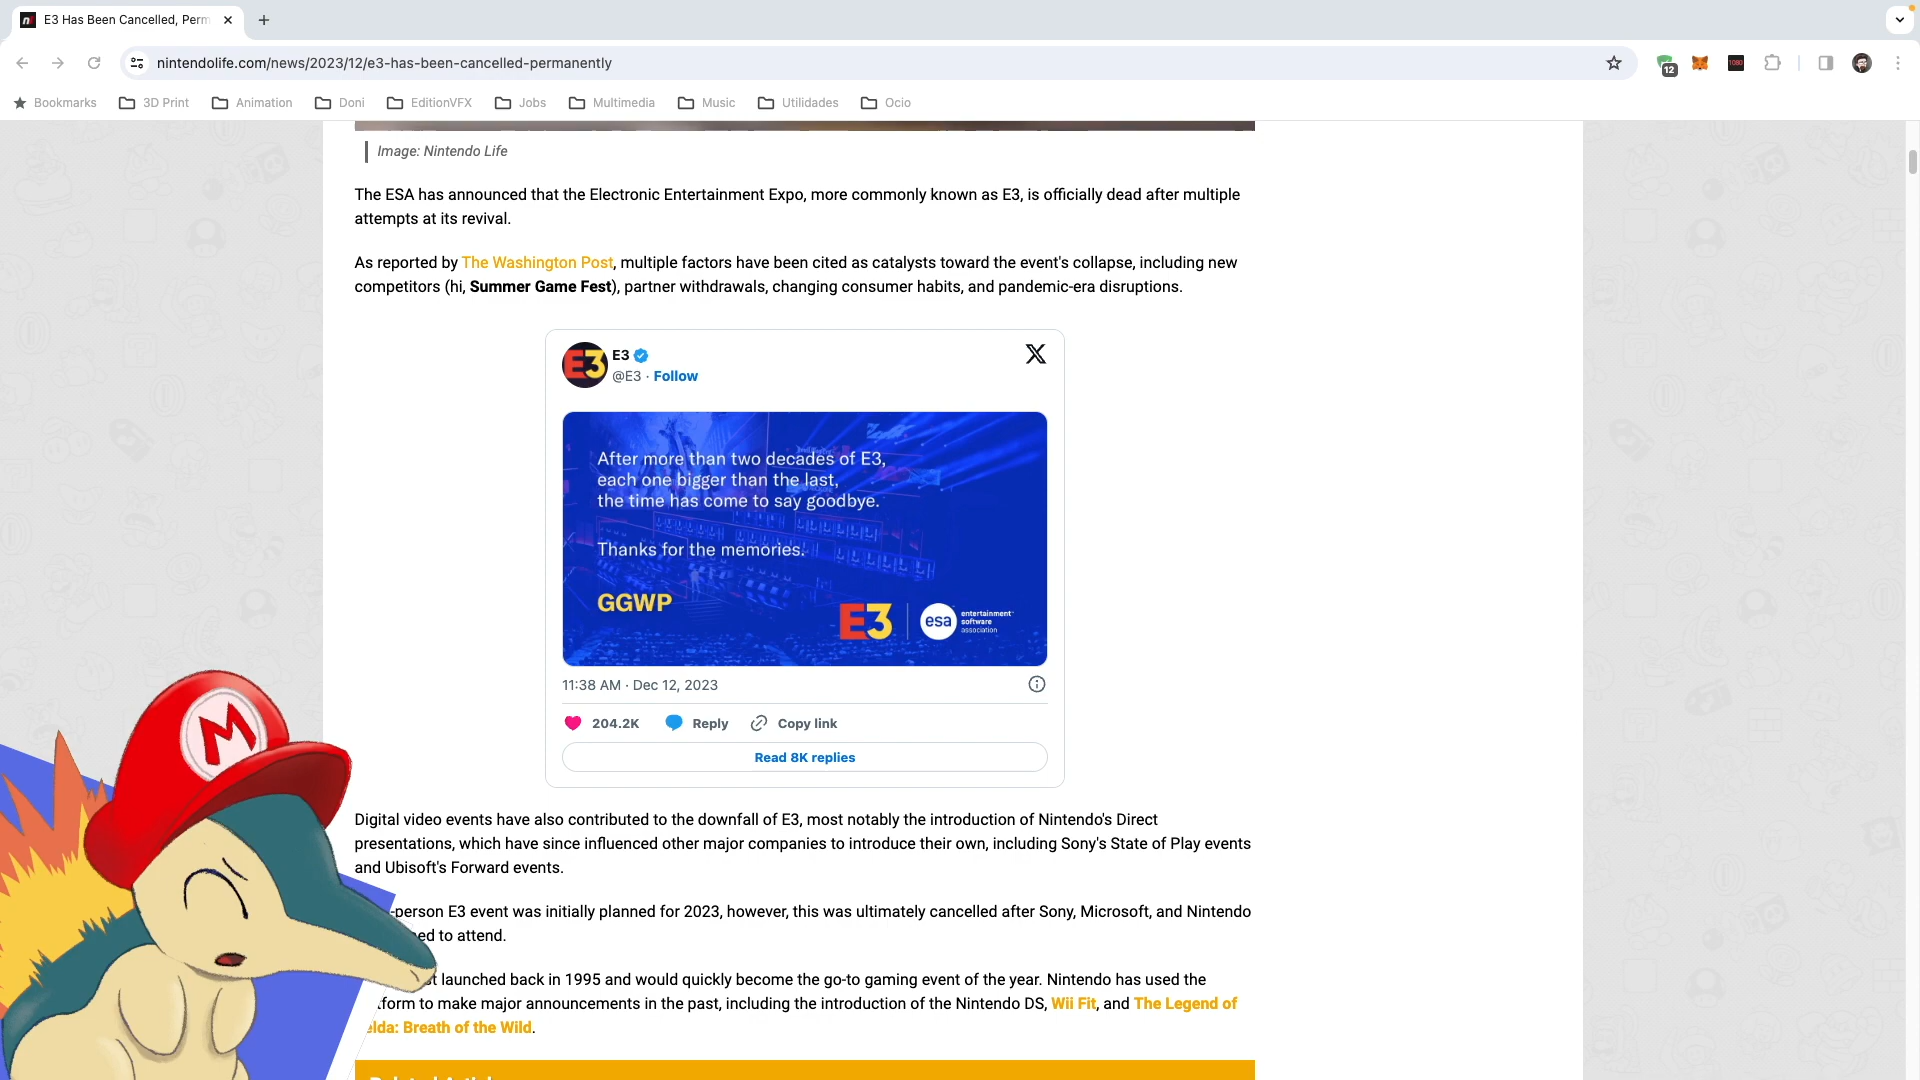 E3 Has Been Cancelled, Perm
nintendolife.com/news/2023/12/e3-has-been-cancelled-permanently
12
1080
Bookmarks 3D Print Animation Doni EditionVFX Jobs Multimedia Music Utilidades Ocio
Image: Nintendo Life
The ESA has announced that the Electronic Entertainment Expo, more commonly known as E3, is officially dead after multiple
attempts at its revival.
As reported by The Washington Post, multiple factors have been cited as catalysts toward the event's collapse, including new
competitors (hi, Summer Game Fest), partner withdrawals, changing consumer habits, and pandemic-era disruptions.
E3
E3
@E3 · Follow
After more than two decades of E3,
each one bigger than the last,
the time has come to say goodbye.
Thanks for the memories.
GGWP
E3
esa
entertainment
software
association
11:38 AM · Dec 12, 2023
204.2K Reply Copy link
Read 8K replies
Digital video events have also contributed to the downfall of E3, most notably the introduction of Nintendo's Direct
presentations, which have since influenced other major companies to introduce their own, including Sony's State of Play events
and Ubisoft's Forward events.
-person E3 event was initially planned for 2023, however, this was ultimately cancelled after Sony, Microsoft, and Nintendo
to attend.
launched back in 1995 and would quickly become the go-to gaming event of the year. Nintendo has used the
to make major announcements in the past, including the introduction of the Nintendo DS, Wii Fit, and The Legend of
Breath of the Wild.
M